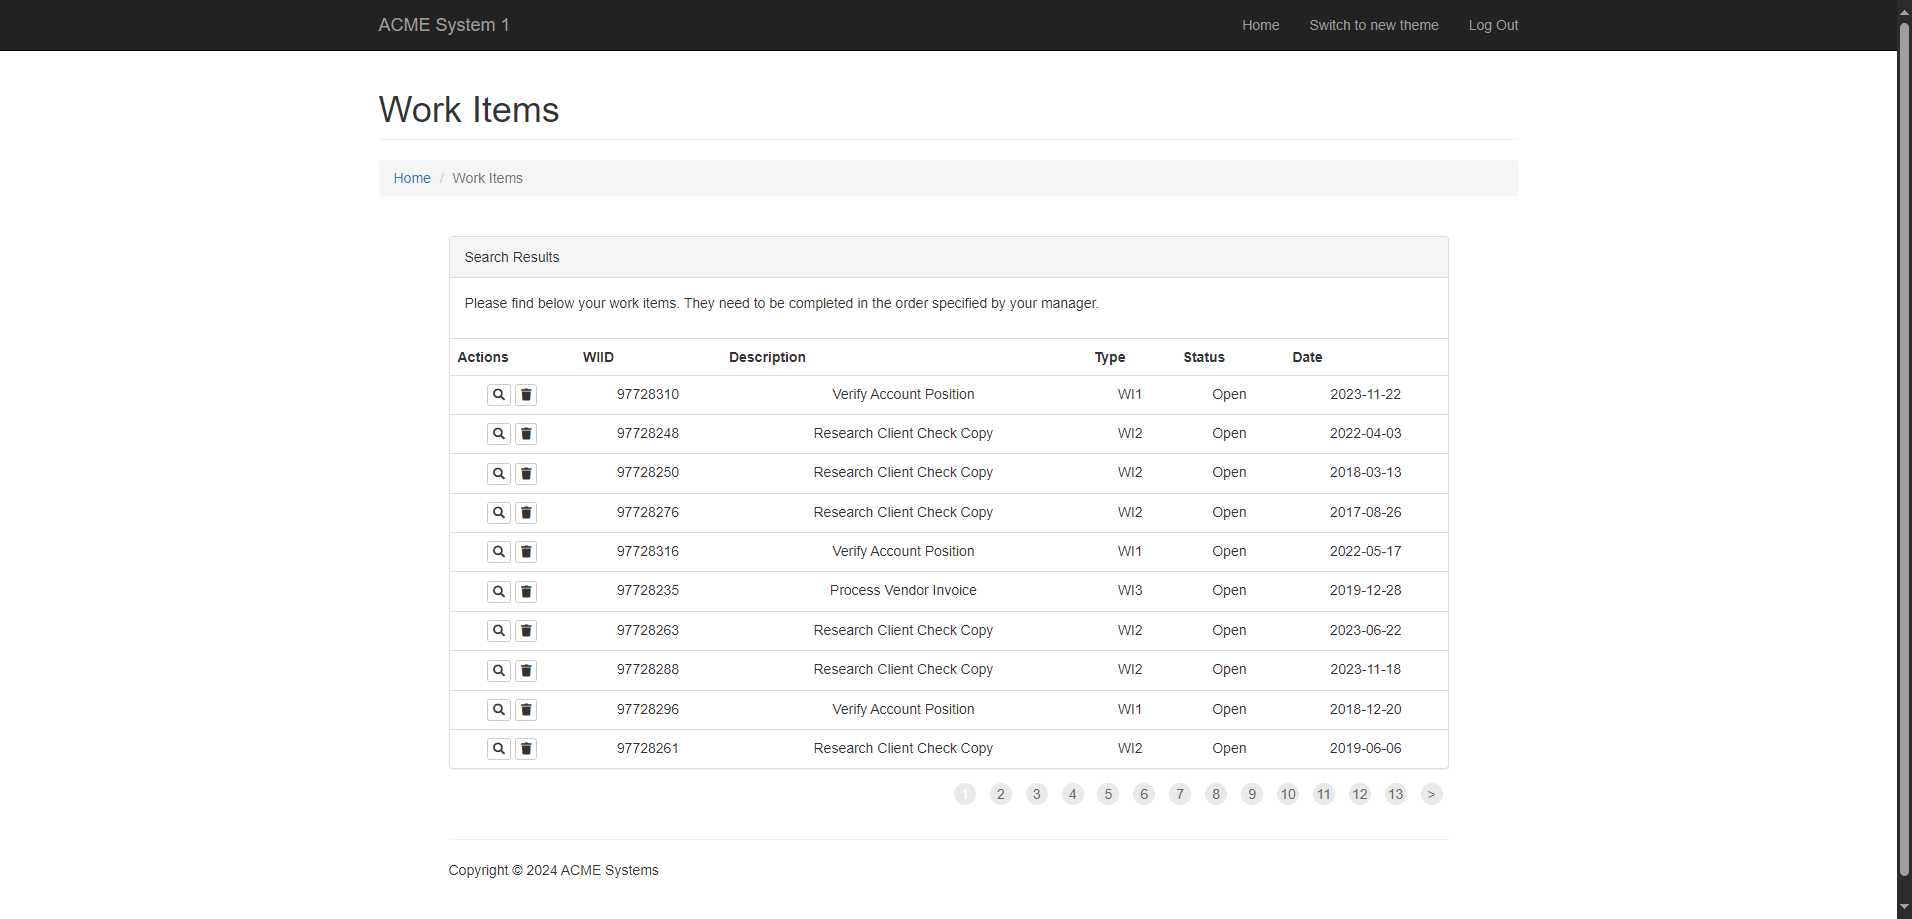 ACME System 1 Home Switch to new theme Log Out
Work Items
Home / Work Items
Search Results
Please find below your work items. They need to be completed in the order specified by your manager.
Actions WIID Description Type Status Date
97728310 Verify Account Position WI1 Open 2023-11-22
97728248 Research Client Check Copy WI2 Open 2022-04-03
97728250 Research Client Check Copy WI2 Open 2018-03-13
97728276 Research Client Check Copy WI2 Open 2017-08-26
97728316 Verify Account Position WI1 Open 2022-05-17
97728235 Process Vendor Invoice WI3 Open 2019-12-28
97728263 Research Client Check Copy WI2 Open 2023-06-22
97728288 Research Client Check Copy WI2 Open 2023-11-18
97728296 Verify Account Position WI1 Open 2018-12-20
97728261 Research Client Check Copy WI2 Open 2019-06-06
1 2 3 4 5 6 7 8 9 10 11 12 13 >
Copyright © 2024 ACME Systems